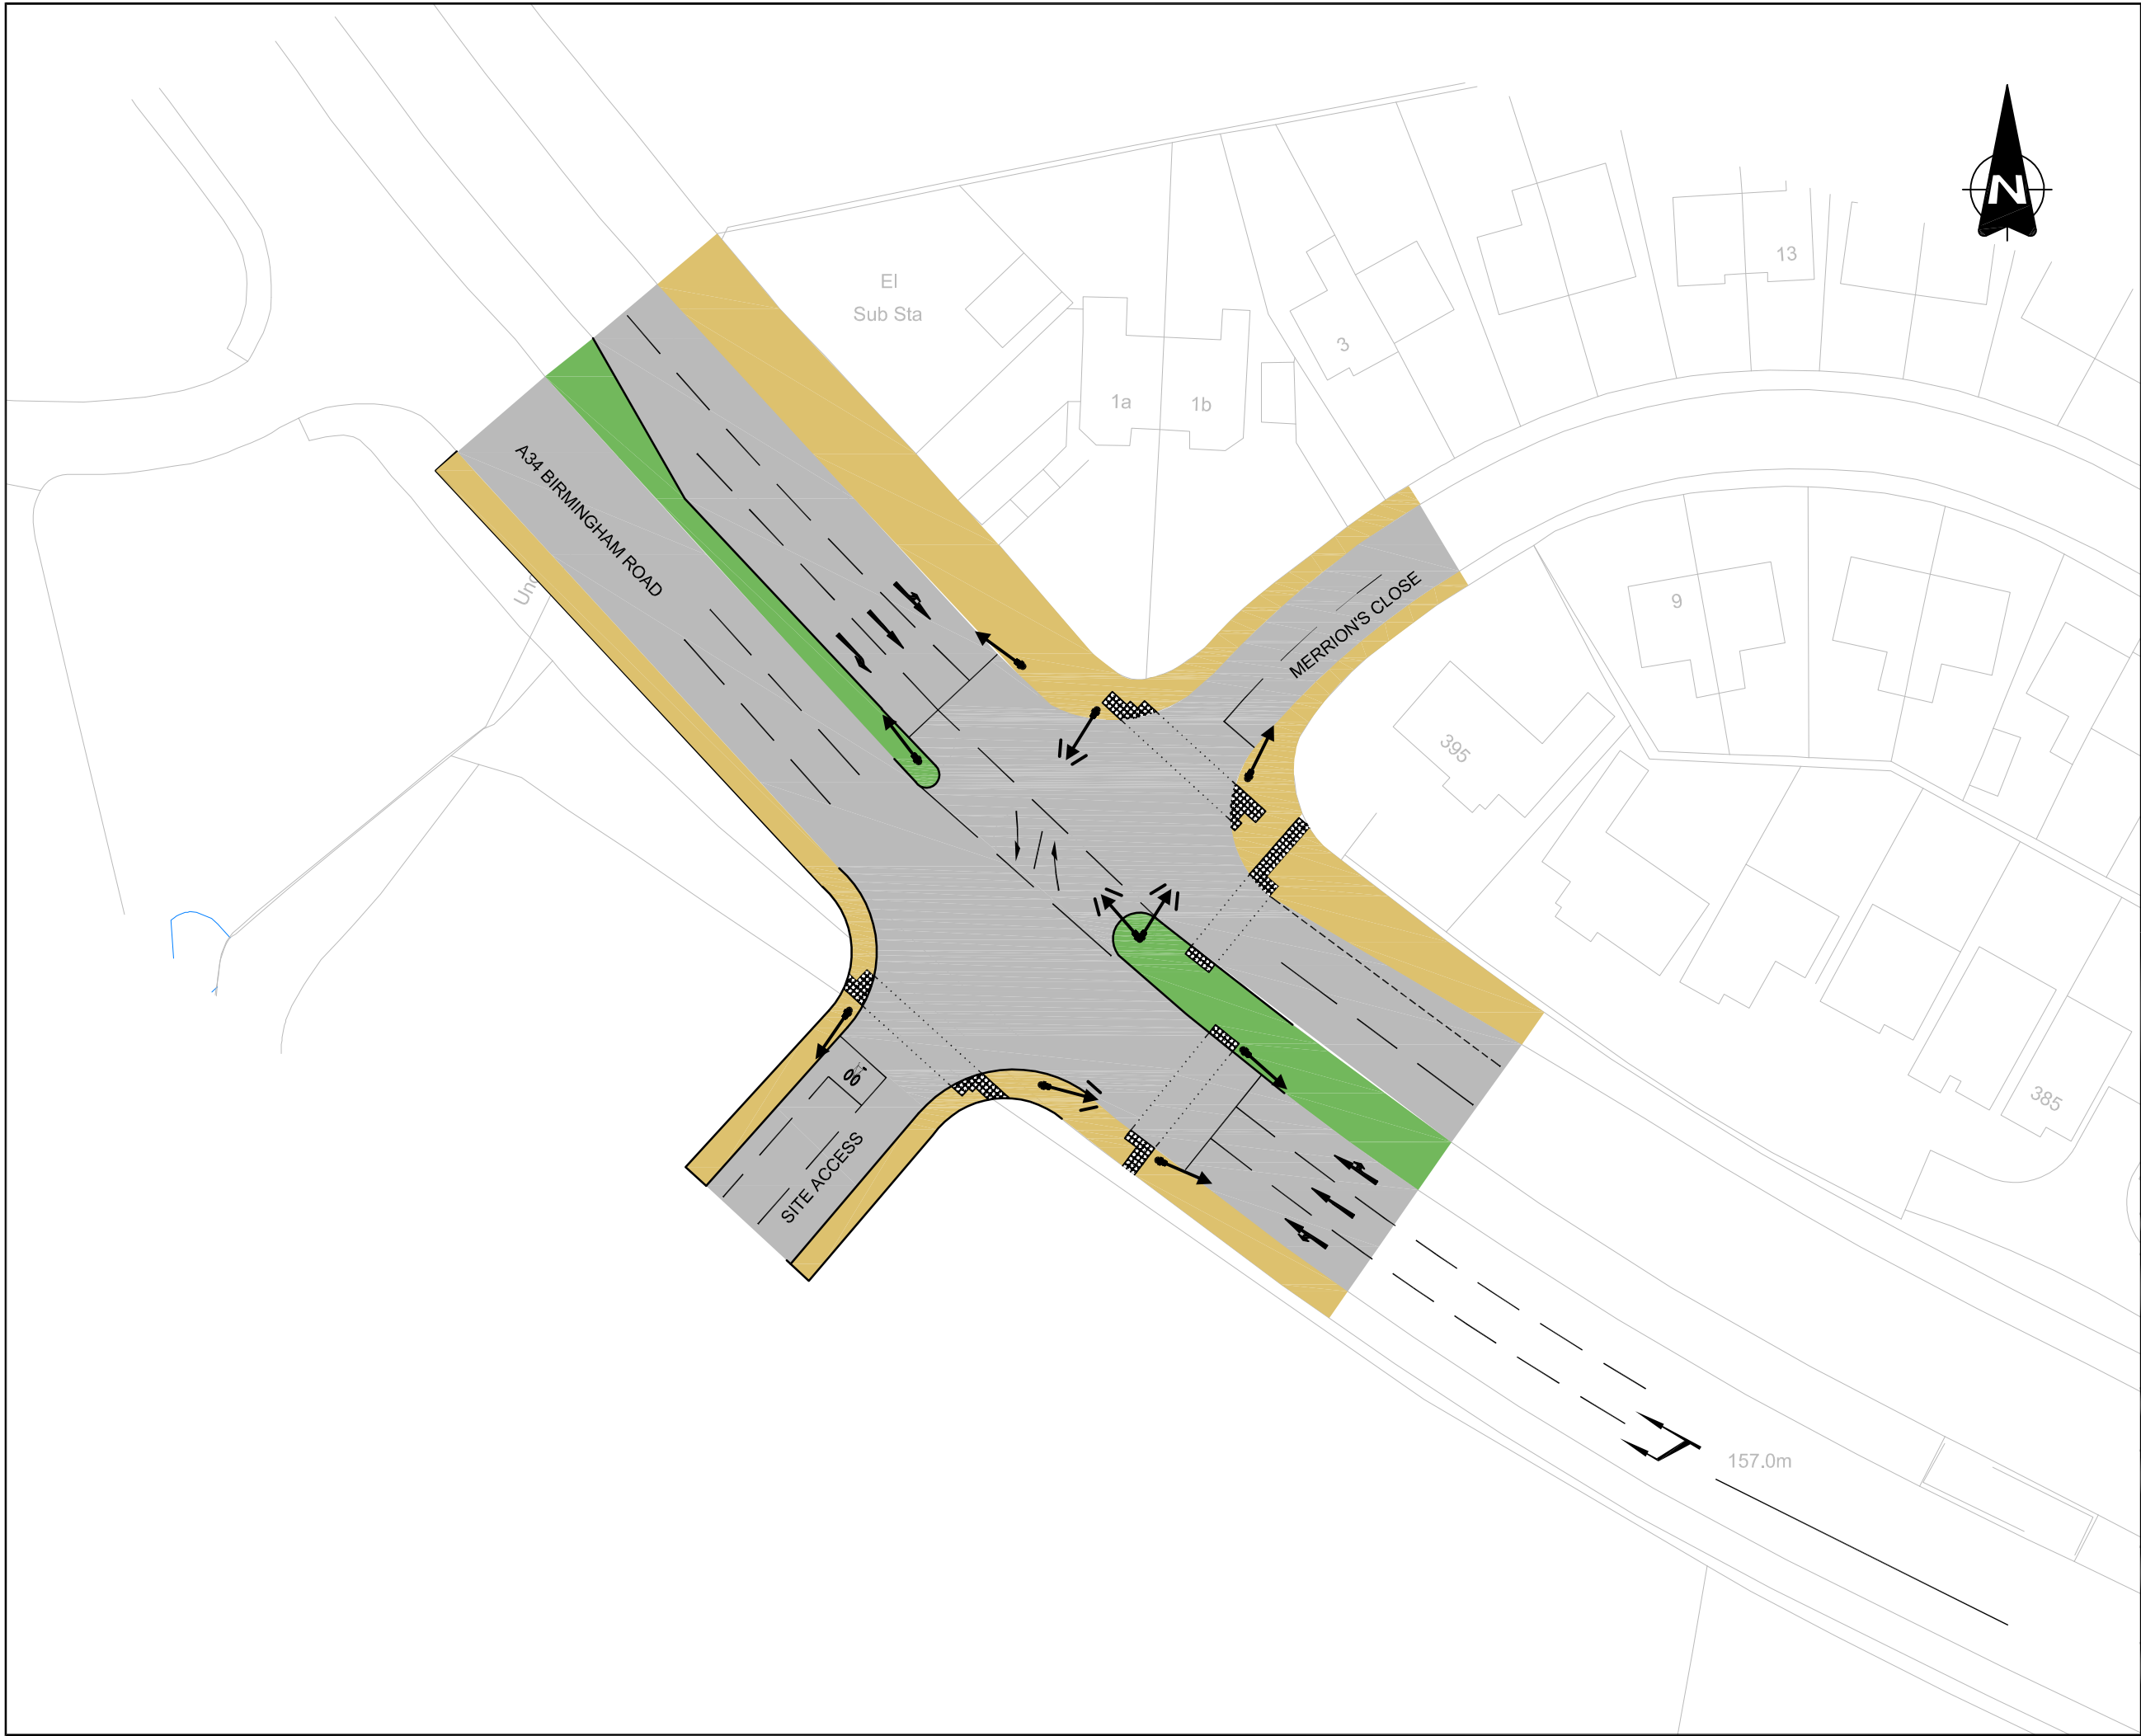 N
El
Sub Sta
13
3
1a
1b
A34 BIRMINGHAM ROAD
MERRION'S CLOSE
9
395
385
SITE ACCESS
157.0m